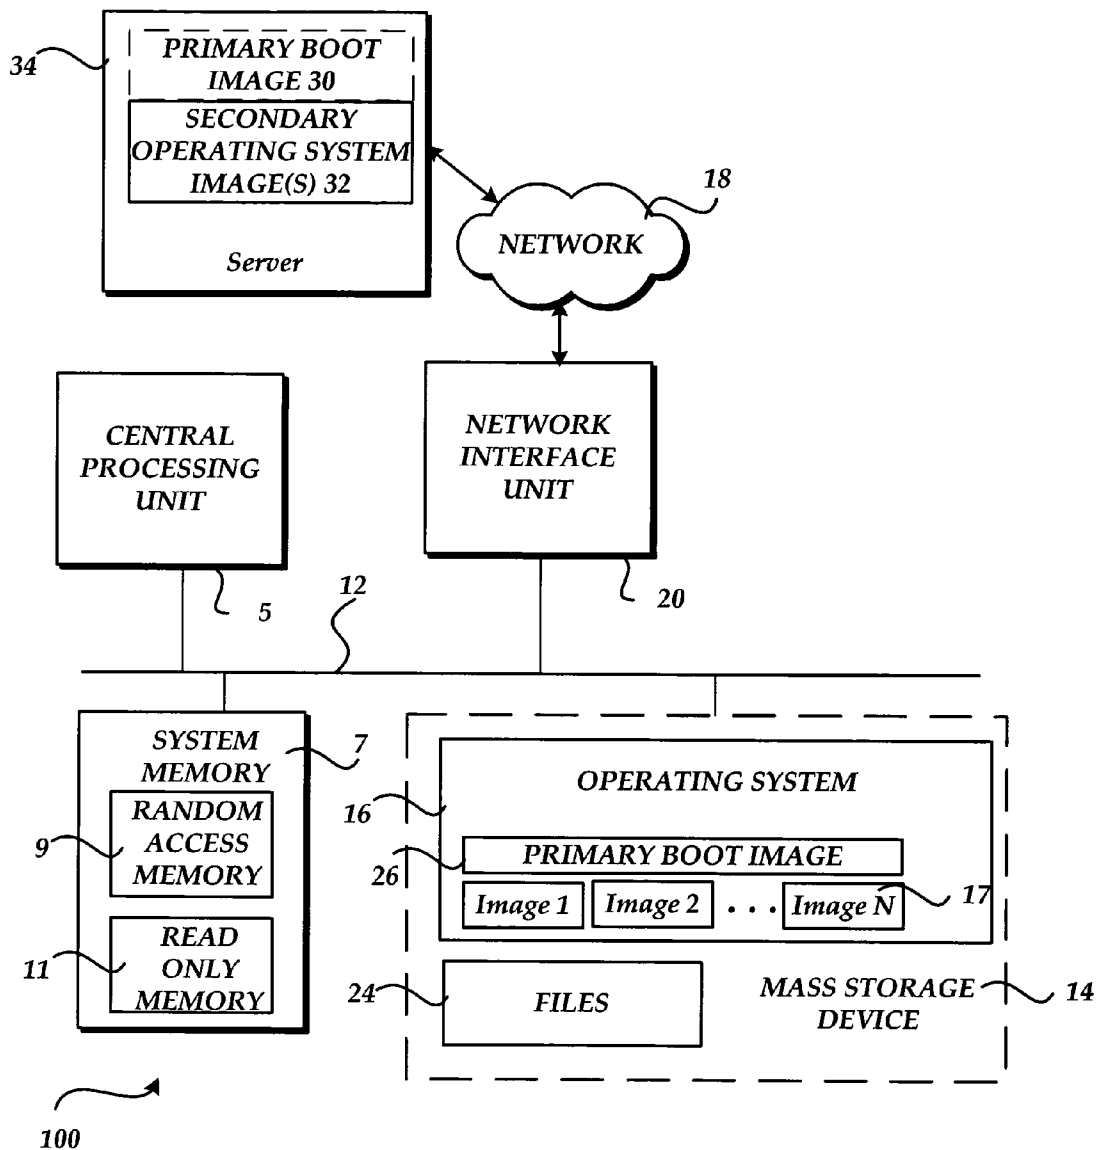 34
PRIMARY BOOT
IMAGE 30
SECONDARY
OPERATING SYSTEM
IMAGE(S) 32
Server
18
NETWORK
CENTRAL
PROCESSING
UNIT
5
NETWORK
INTERFACE
UNIT
20
12
SYSTEM
MEMORY
7
RANDOM
ACCESS
MEMORY
9
READ
ONLY
MEMORY
11
OPERATING SYSTEM
16
PRIMARY BOOT IMAGE
26
Image 1
Image 2
. . .
Image N
17
FILES
24
MASS STORAGE
DEVICE
14
100